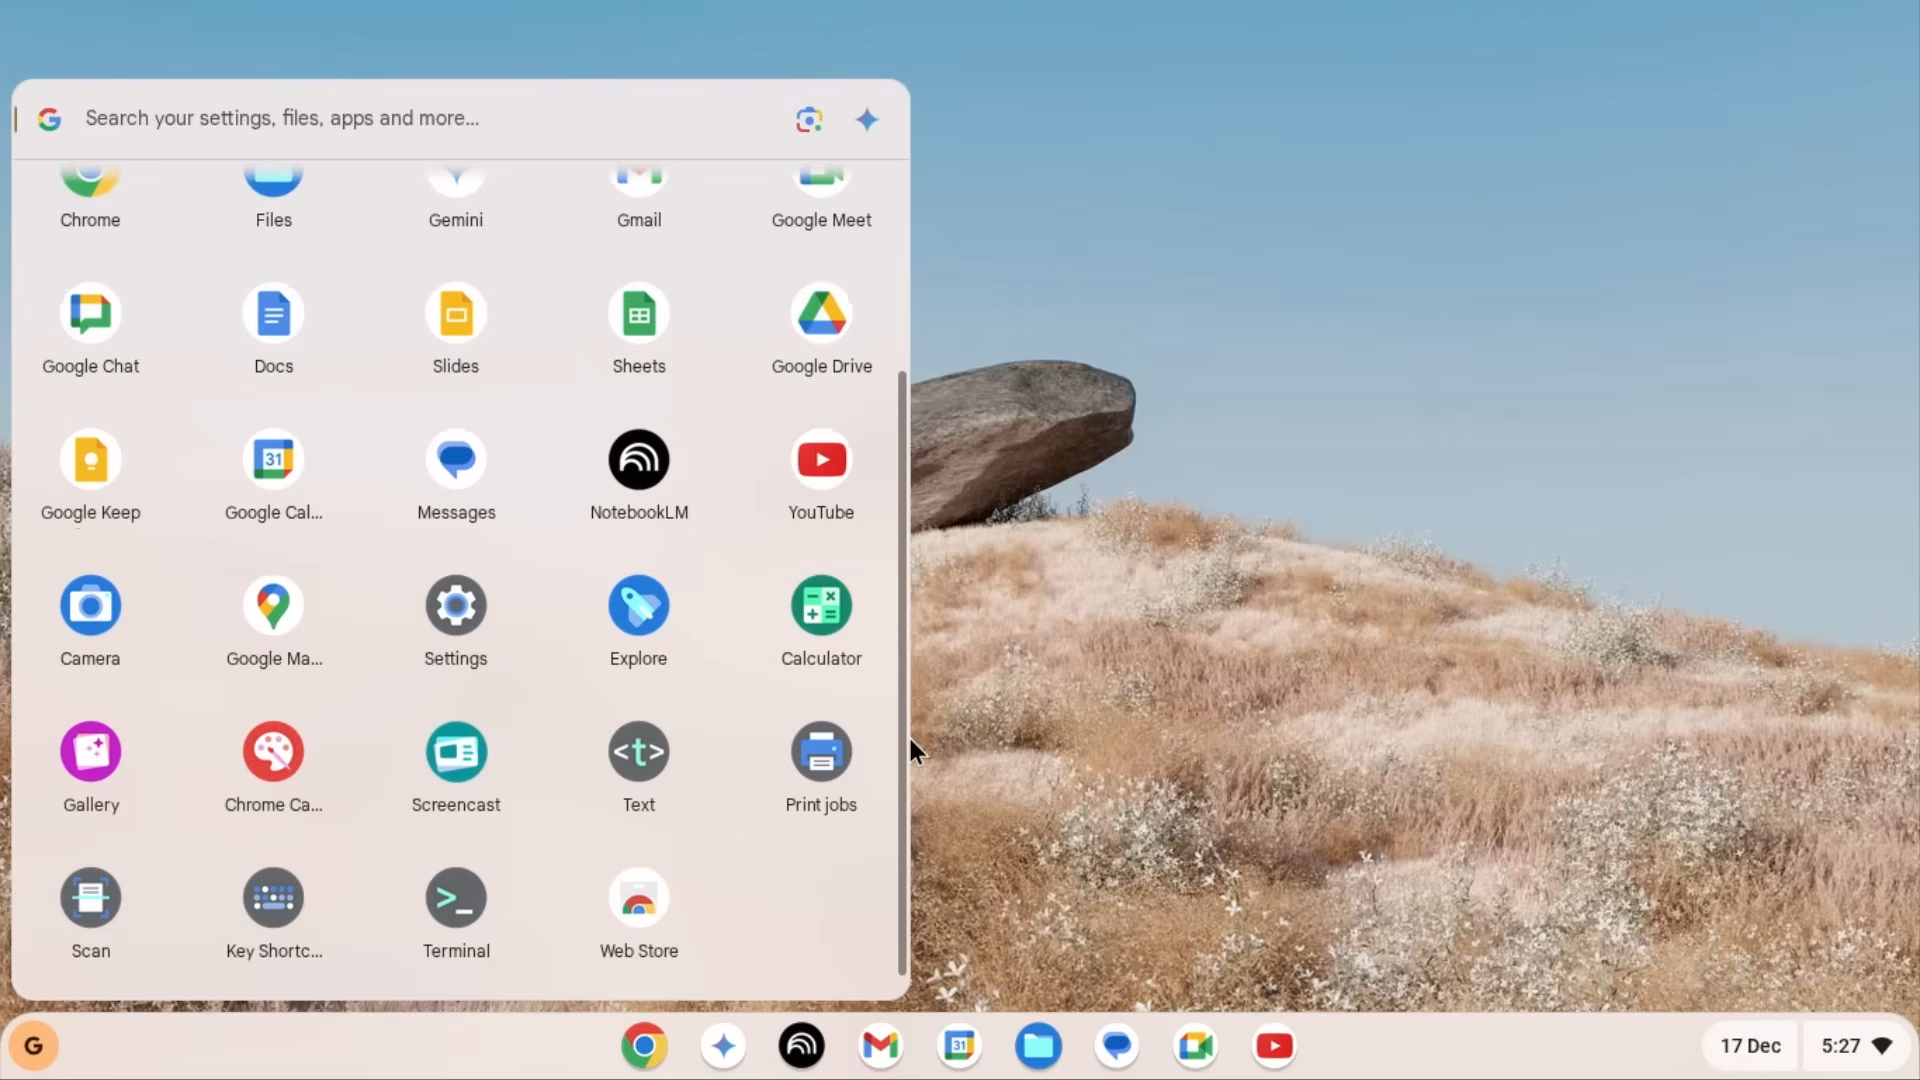 Search your settings, files, apps and more...
Chrome Files Gemini Gmail Google Meet
Google Chat Docs Slides Sheets Google Drive
31
Google Keep Google Cal... Messages NotebookLM YouTube
Camera Google Ma... Settings Explore Calculator
<t>
Gallery Chrome Ca... Screencast Text Print jobs
>_
Scan Key Shortc... Terminal Web Store
G 31 17 Dec 5:27